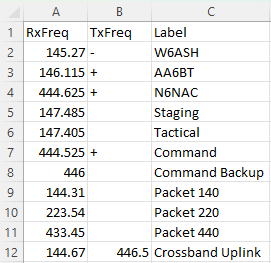 A B C
1 RxFreq TxFreq Label
2 145.27 - W6ASH
3 146.115 + AA6BT
4 444.625 + N6NAC
5 147.485 Staging
6 147.405 Tactical
7 444.525 + Command
8 446 Command Backup
9 144.31 Packet 140
10 223.54 Packet 220
11 433.45 Packet 440
12 144.67 446.5 Crossband Uplink